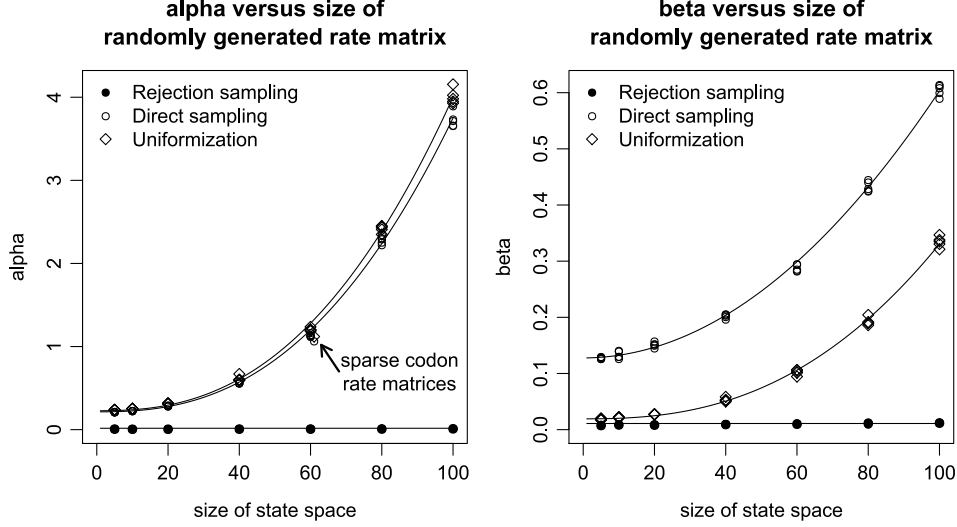 alpha versus size of
randomly generated rate matrix
Rejection sampling
Direct sampling
Uniformization
sparse codon
rate matrices
alpha
0
1
2
3
4
0
20
40
60
80
100
size of state space
beta versus size of
randomly generated rate matrix
Rejection sampling
Direct sampling
Uniformization
beta
0.0
0.1
0.2
0.3
0.4
0.5
0.6
0
20
40
60
80
100
size of state space